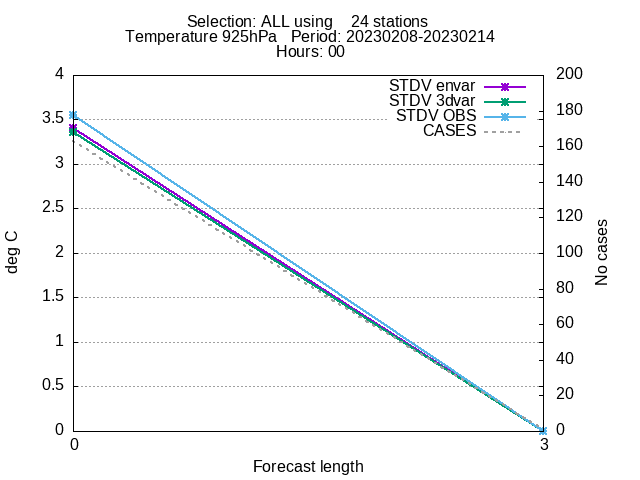 Selection: ALL using    24 stations
Temperature 925hPa   Period: 20230208-20230214
Hours: 00
STDV envar
STDV 3dvar
STDV OBS
CASES
4
3.5
3
2.5
2
1.5
1
0.5
0
deg C
200
180
160
140
120
100
80
60
40
20
0
No cases
0
3
Forecast length